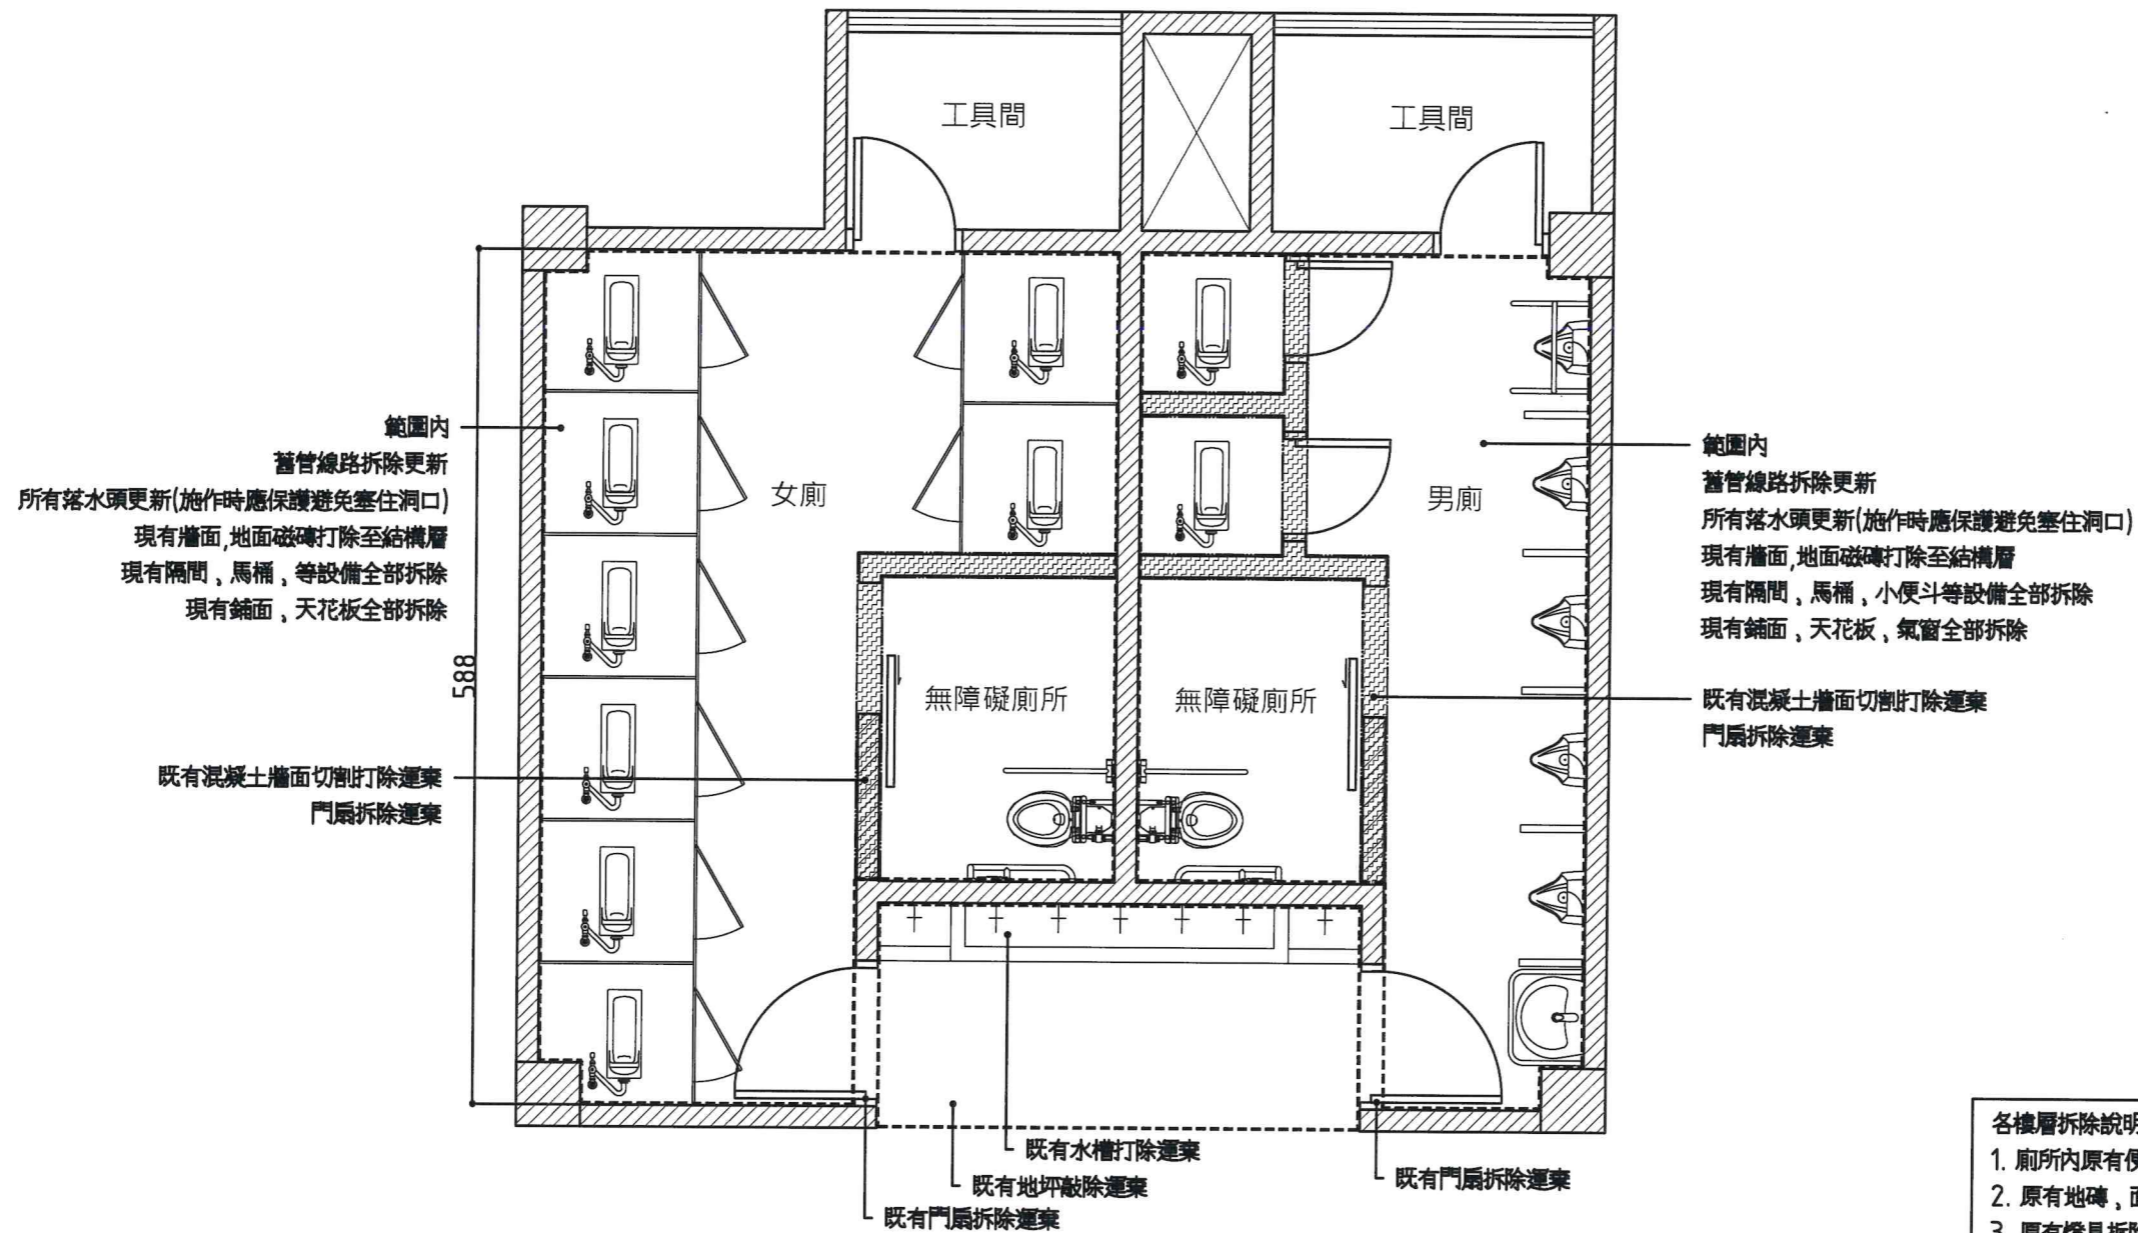 工具間
工具間
範圍內
舊管線路拆除更新
所有落水頭更新(施作時應保護避免塞住洞口)
現有牆面,地面磁磚打除至結構層
現有隔間、馬桶、等設備全部拆除
現有鋪面、天花板全部拆除
女廁
男廁
範圍內
舊管線路拆除更新
所有落水頭更新(施作時應保護避免塞住洞口)
現有牆面,地面磁磚打除至結構層
現有隔間、馬桶、小便斗等設備全部拆除
現有鋪面、天花板、氣窗全部拆除
588
無障礙廁所
無障礙廁所
既有混凝土牆面切割打除運棄
門扇拆除運棄
既有混凝土牆面切割打除運棄
門扇拆除運棄
既有水槽打除運棄
既有地坪敲除運棄
既有門扇拆除運棄
既有門扇拆除運棄
各樓層拆除說明
1. 廁所內原有便
2. 原有地磚、面
3. 原有燈具拆除